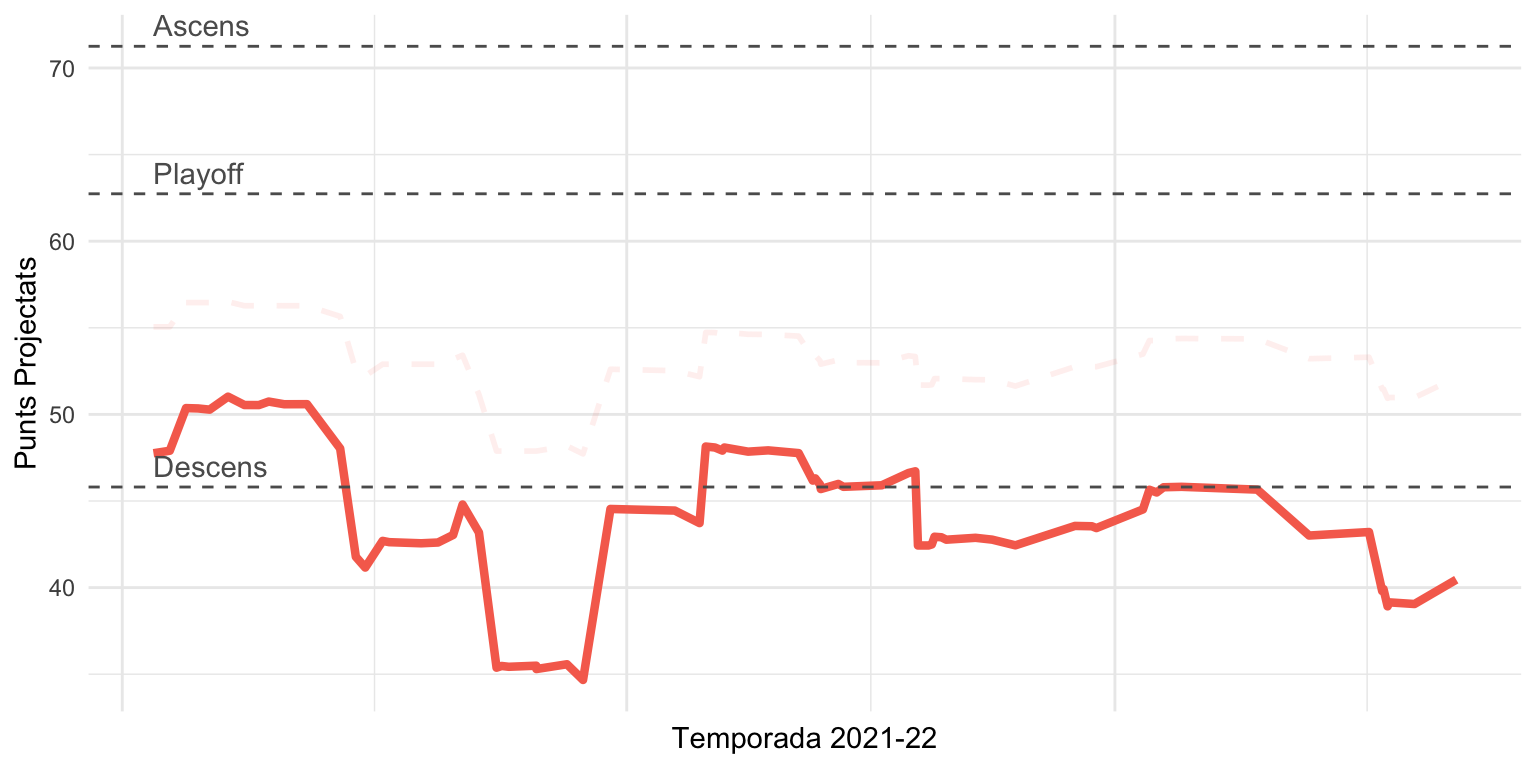 Ascens
70
Playoff
60
Punts Projectats
50
Descens
40
Temporada 2021-22